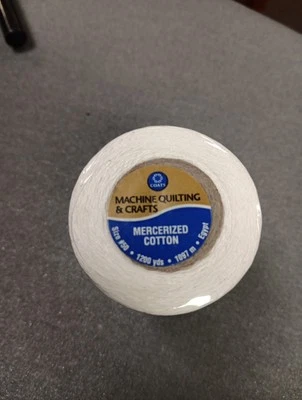 COATS
MACHINE QUILTING
& CRAFTS
MERCERIZED
COTTON
Size #50 • 1200 yds • 1097 m • Egypt